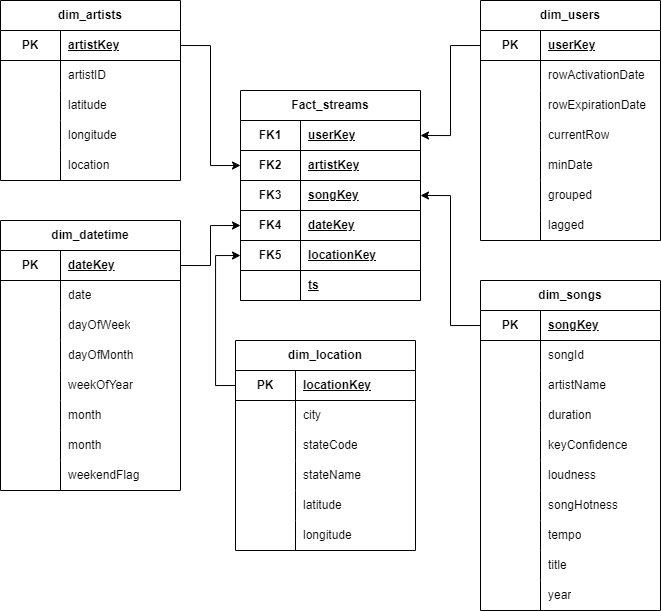 dim_artists
PK artistKey
artistID
latitude
longitude
location
dim_users
PK userKey
rowActivationDate
rowExpirationDate
currentRow
minDate
grouped
lagged
Fact_streams
FK1 userKey
FK2 artistKey
FK3 songKey
FK4 dateKey
FK5 locationKey
ts
dim_datetime
PK dateKey
date
dayOfWeek
dayOfMonth
weekOfYear
month
month
weekendFlag
dim_location
PK locationKey
city
stateCode
stateName
latitude
longitude
dim_songs
PK songKey
songId
artistName
duration
keyConfidence
loudness
songHotness
tempo
title
year